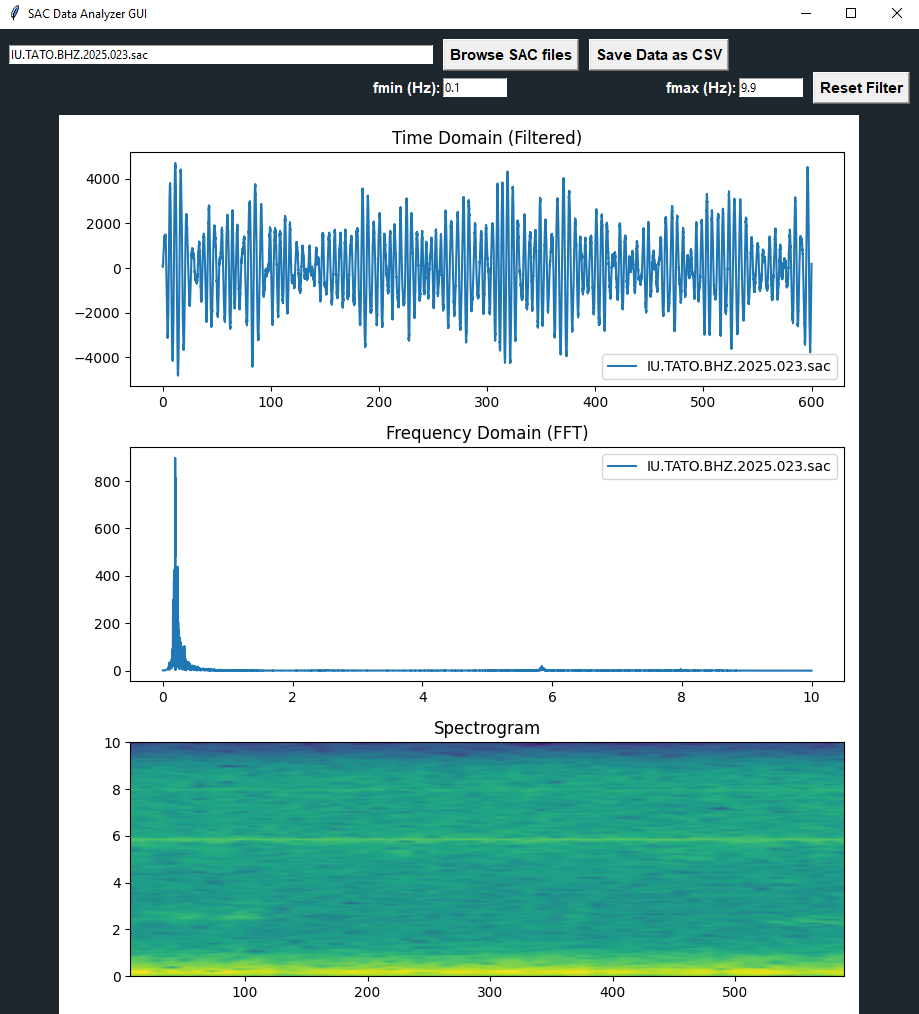 SAC Data Analyzer GUI
IU.TATO.BHZ.2025.023.sac Browse SAC files Save Data as CSV
fmin (Hz): 0.1 fmax (Hz): 9.9 Reset Filter
Time Domain (Filtered)
4000
2000
0
−2000
−4000
IU.TATO.BHZ.2025.023.sac
0 100 200 300 400 500 600
Frequency Domain (FFT)
IU.TATO.BHZ.2025.023.sac
800
600
400
200
0
0 2 4 6 8 10
Spectrogram
10
8
6
4
2
0
100 200 300 400 500